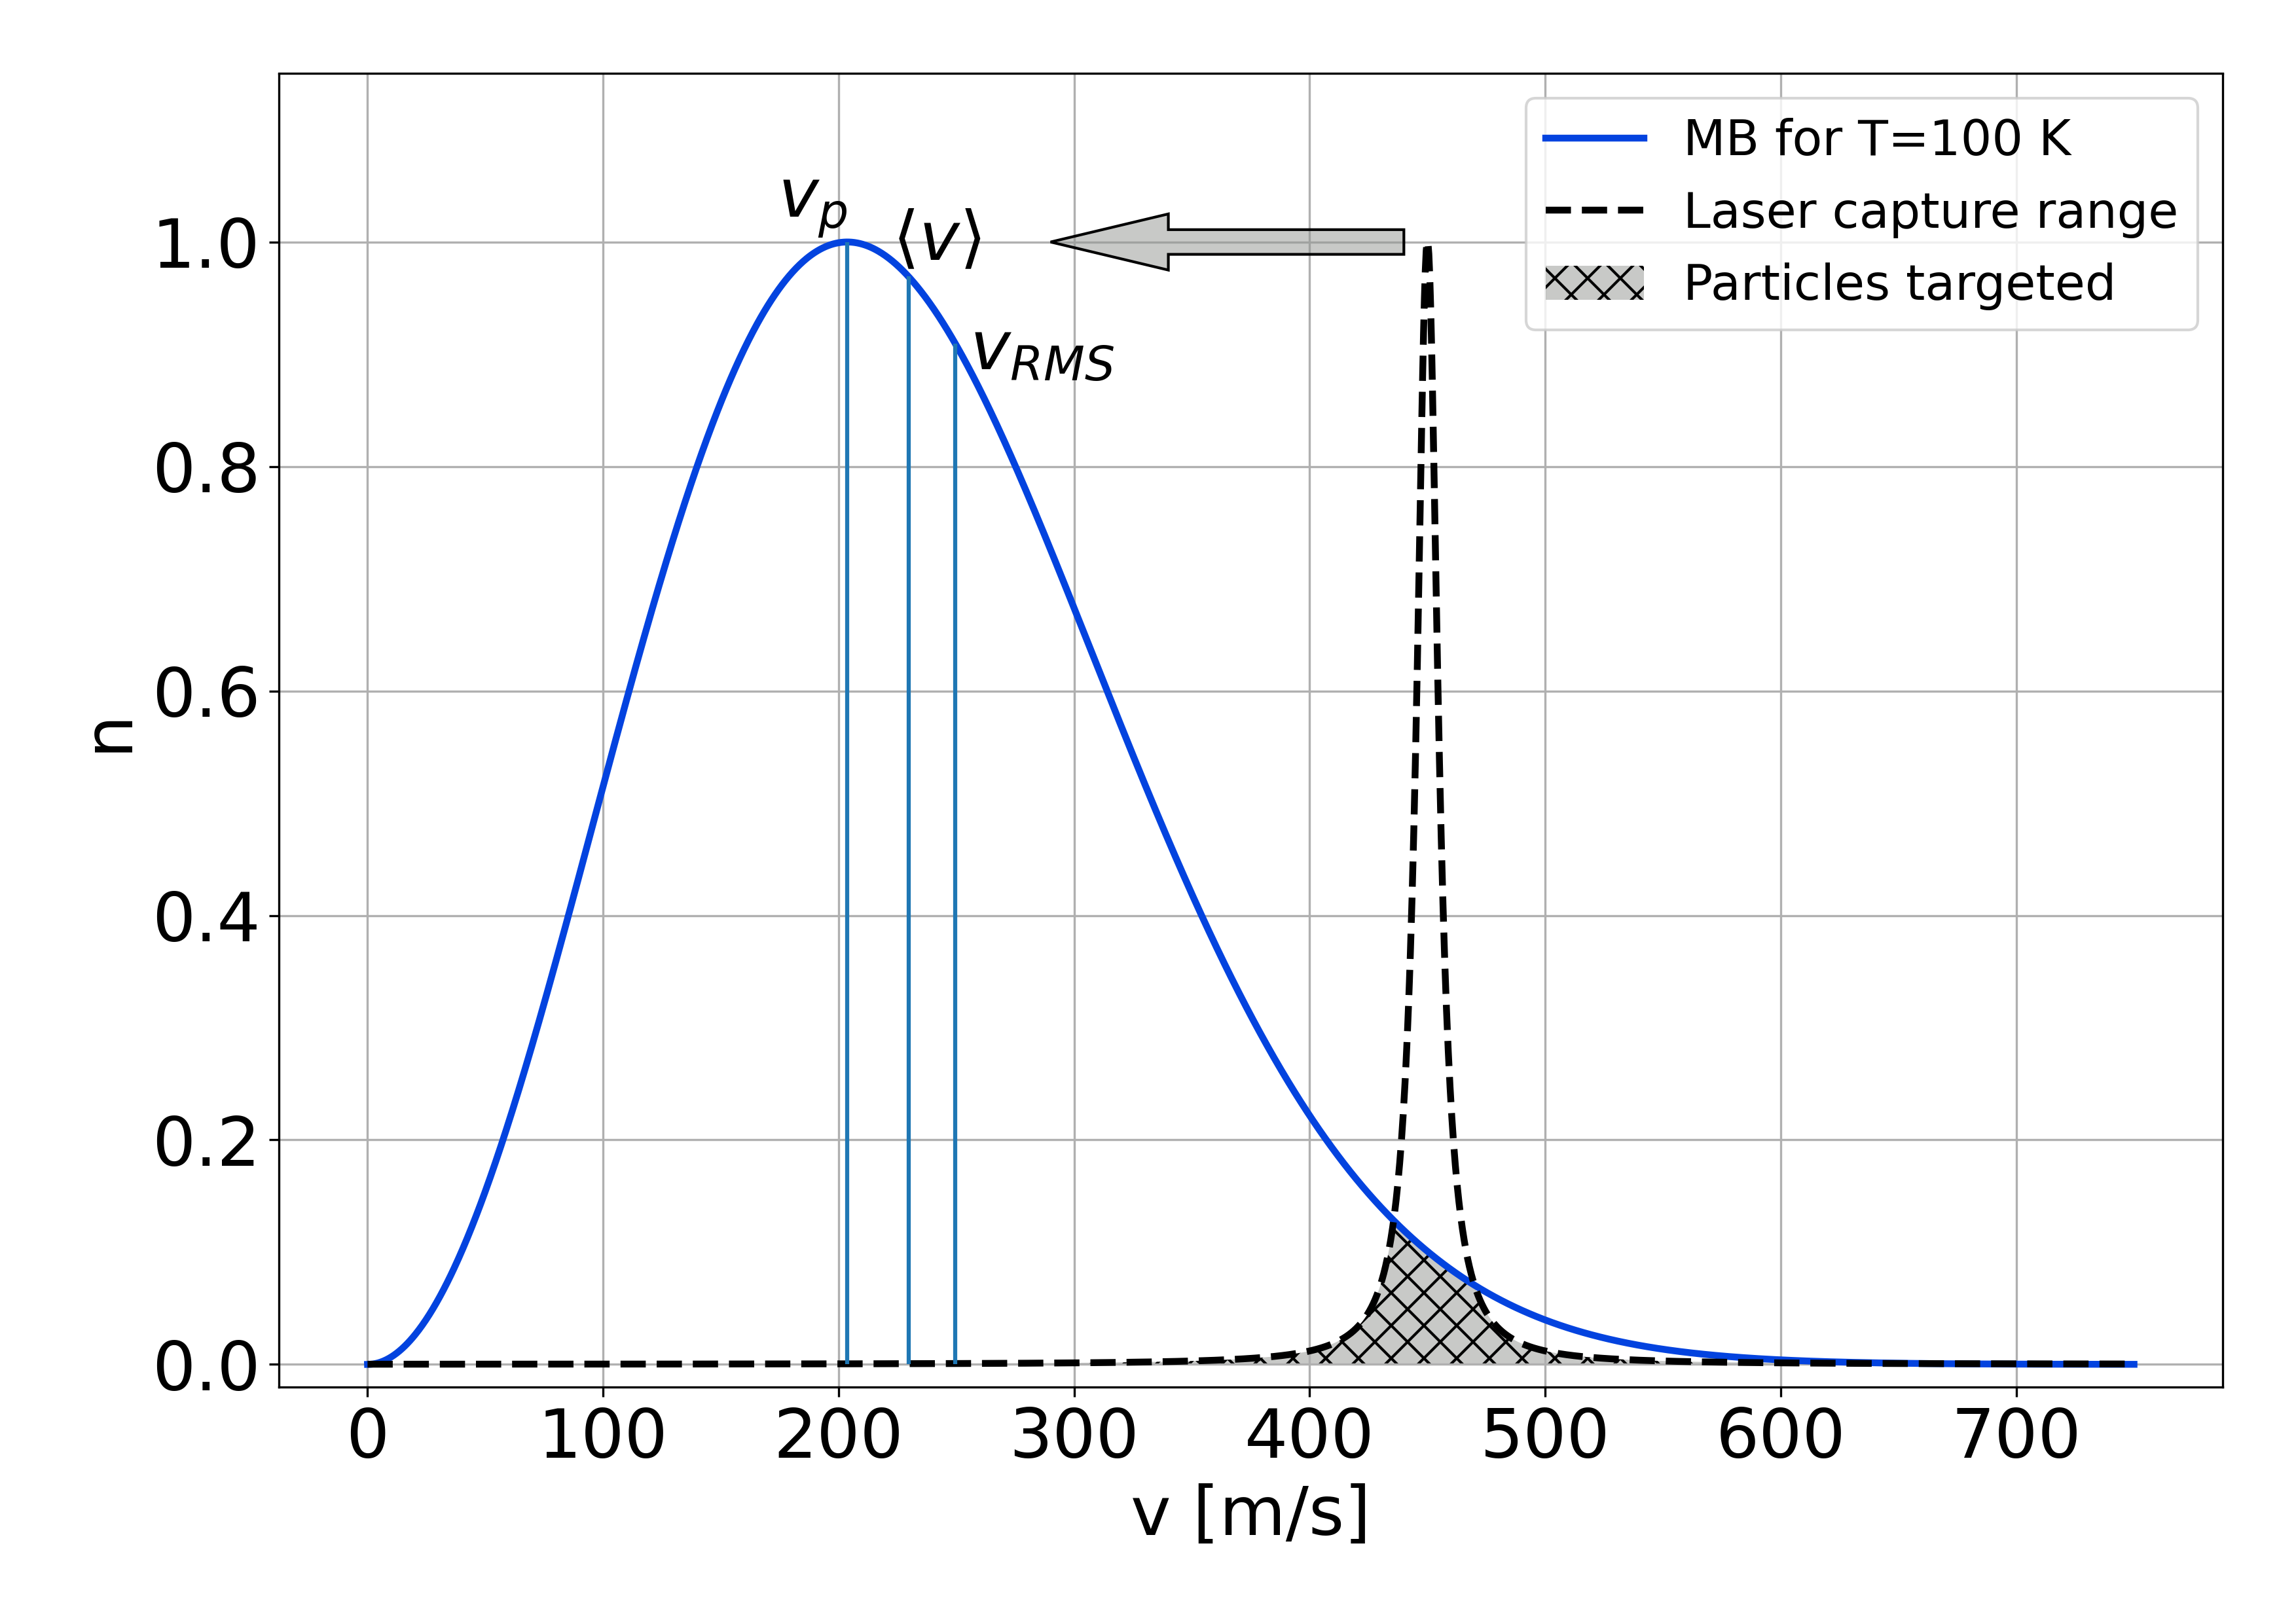 MB for T=100 K
Laser capture range
Particles targeted
v_p
⟨v⟩
v_RMS
1.0
0.8
0.6
0.4
0.2
0.0
n
0 100 200 300 400 500 600 700
v [m/s]